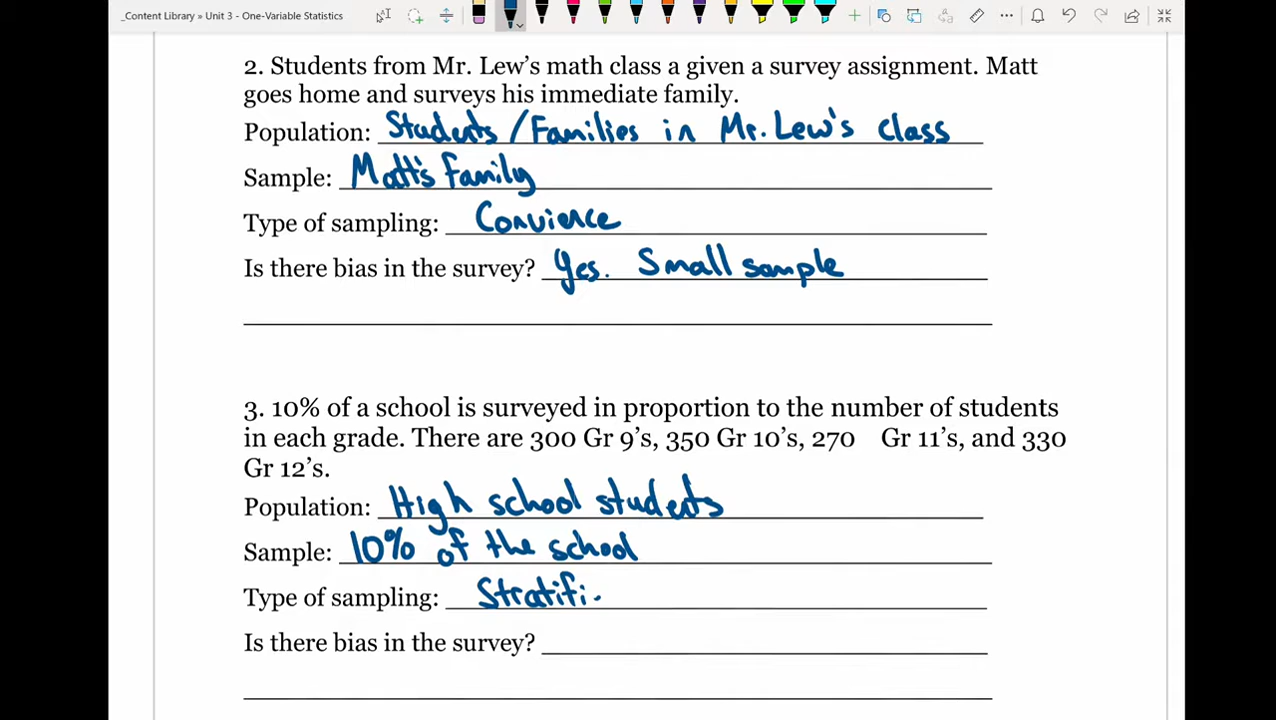 _Content Library » Unit 3 - One-Variable Statistics
2. Students from Mr. Lew's math class a given a survey assignment. Matt
goes home and surveys his immediate family.
Population: Students/Families in Mr. Lew's class
Sample: Matt's Family
Type of sampling: Convience
Is there bias in the survey? Yes. Small sample
3. 10% of a school is surveyed in proportion to the number of students
in each grade. There are 300 Gr 9's, 350 Gr 10's, 270 Gr 11's, and 330
Gr 12's.
Population: High school students
Sample: 10% of the school
Type of sampling: Stratifi
Is there bias in the survey?